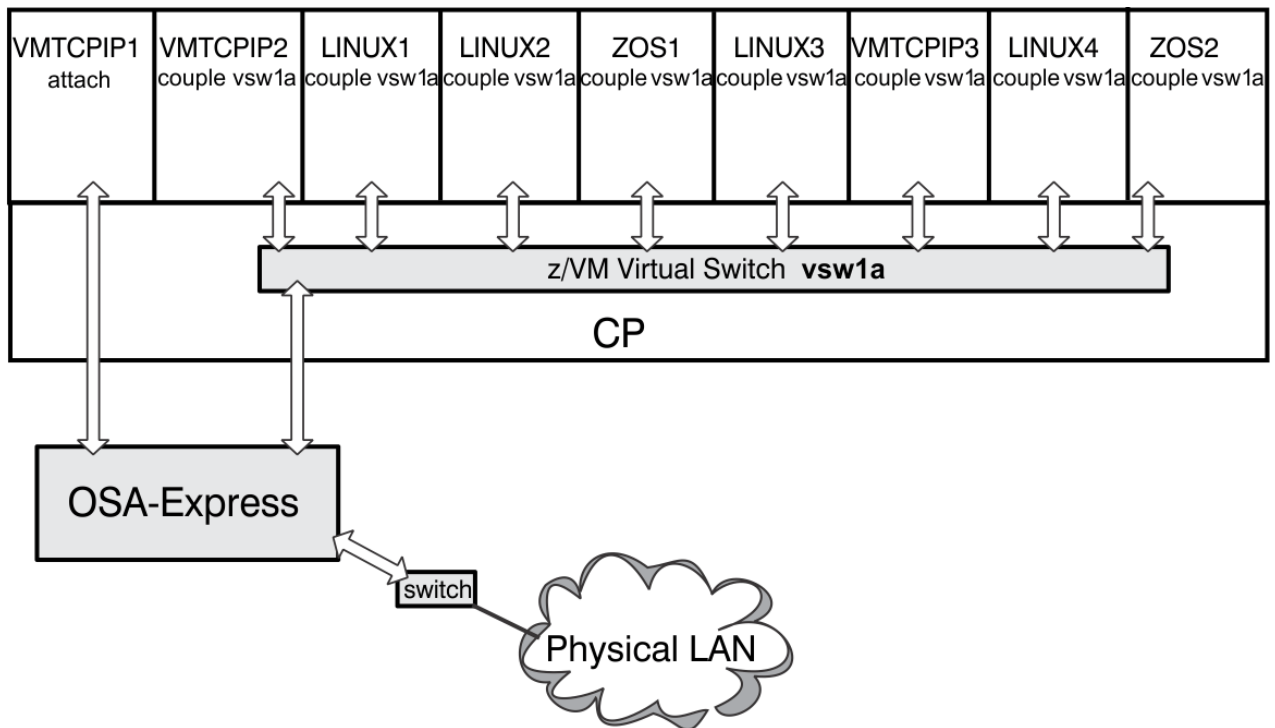 VMTCPIP1
attach
VMTCPIP2
couple vsw1a
LINUX1
couple vsw1a
LINUX2
couple vsw1a
ZOS1
couple vsw1a
LINUX3
couple vsw1a
VMTCPIP3
couple vsw1a
LINUX4
couple vsw1a
ZOS2
couple vsw1a
z/VM Virtual Switch vsw1a
CP
OSA-Express
switch
Physical LAN